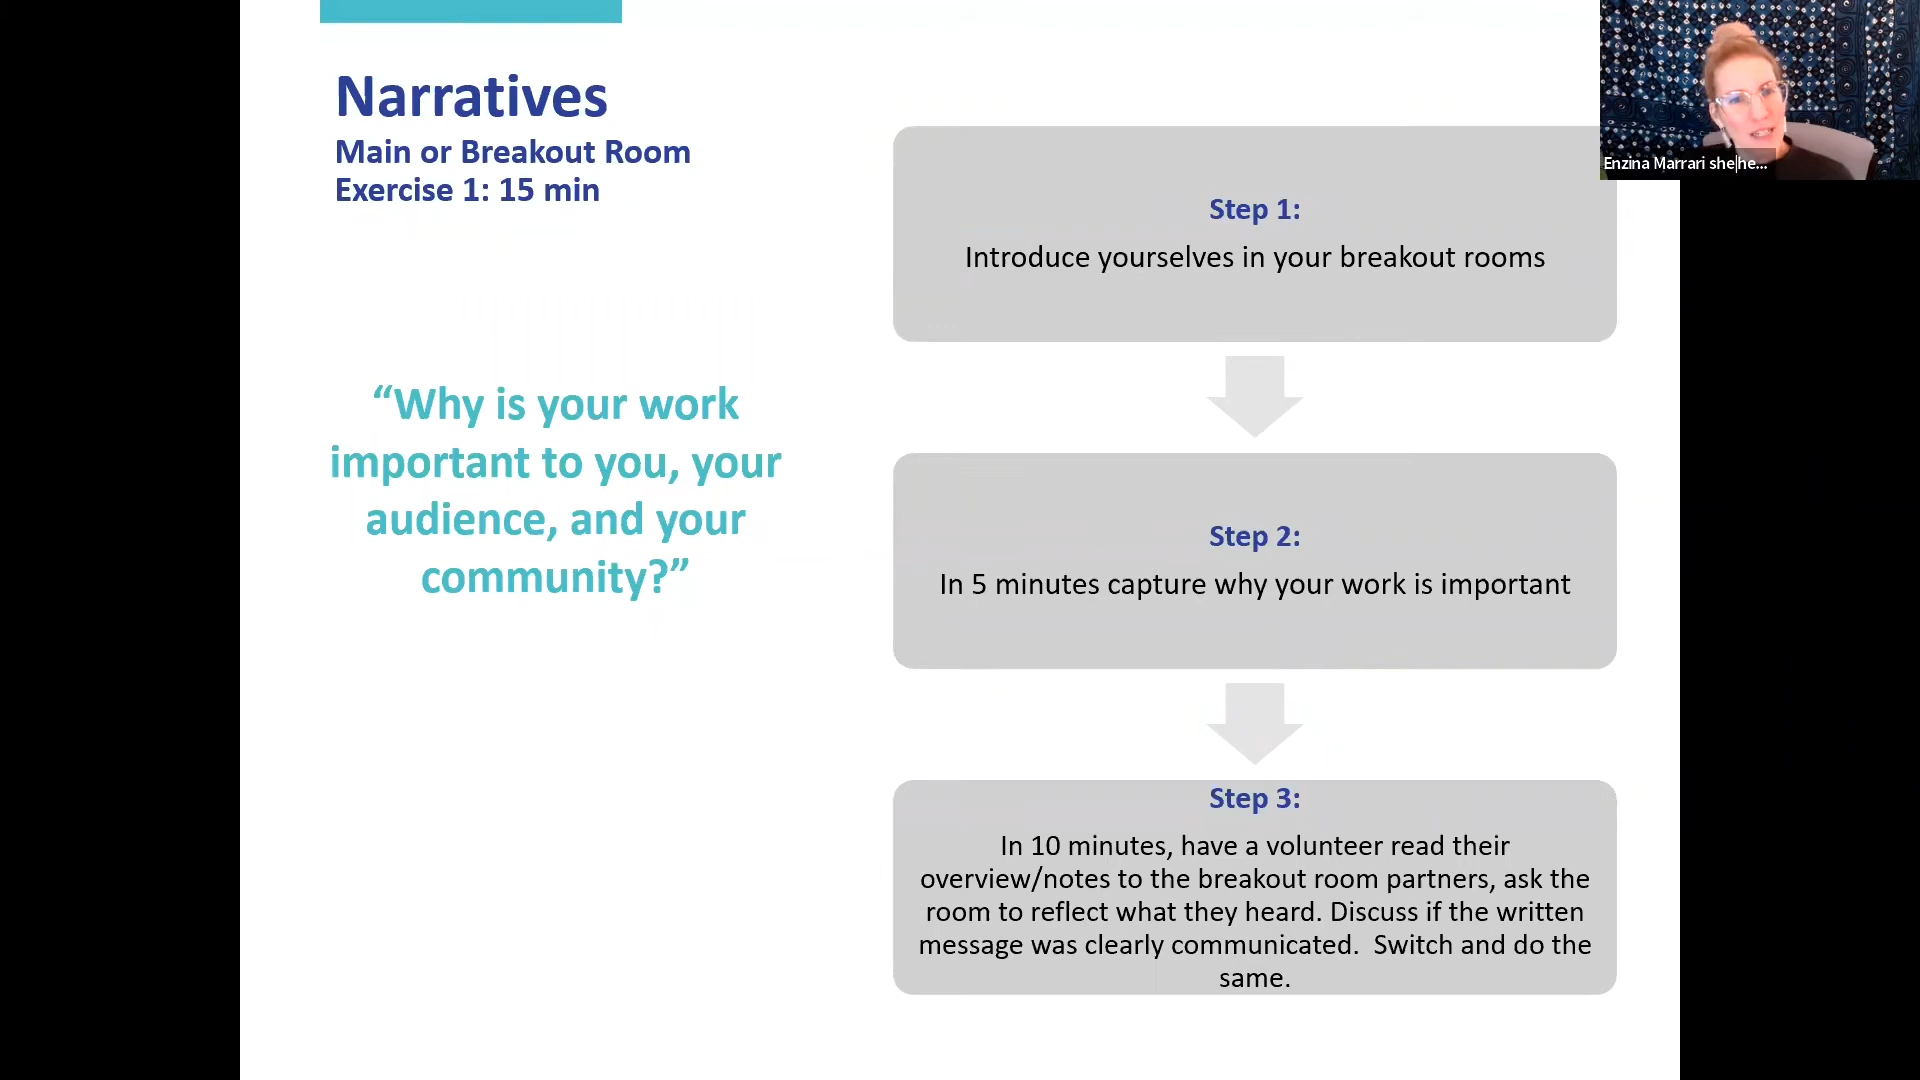 Narratives
Main or Breakout Room
Exercise 1: 15 min
“Why is your work
important to you, your
audience, and your
community?”
Step 1:
Introduce yourselves in your breakout rooms
Step 2:
In 5 minutes capture why your work is important
Step 3:
In 10 minutes, have a volunteer read their
overview/notes to the breakout room partners, ask the
room to reflect what they heard. Discuss if the written
message was clearly communicated.  Switch and do the
same.
Enzina Marrari she|he...